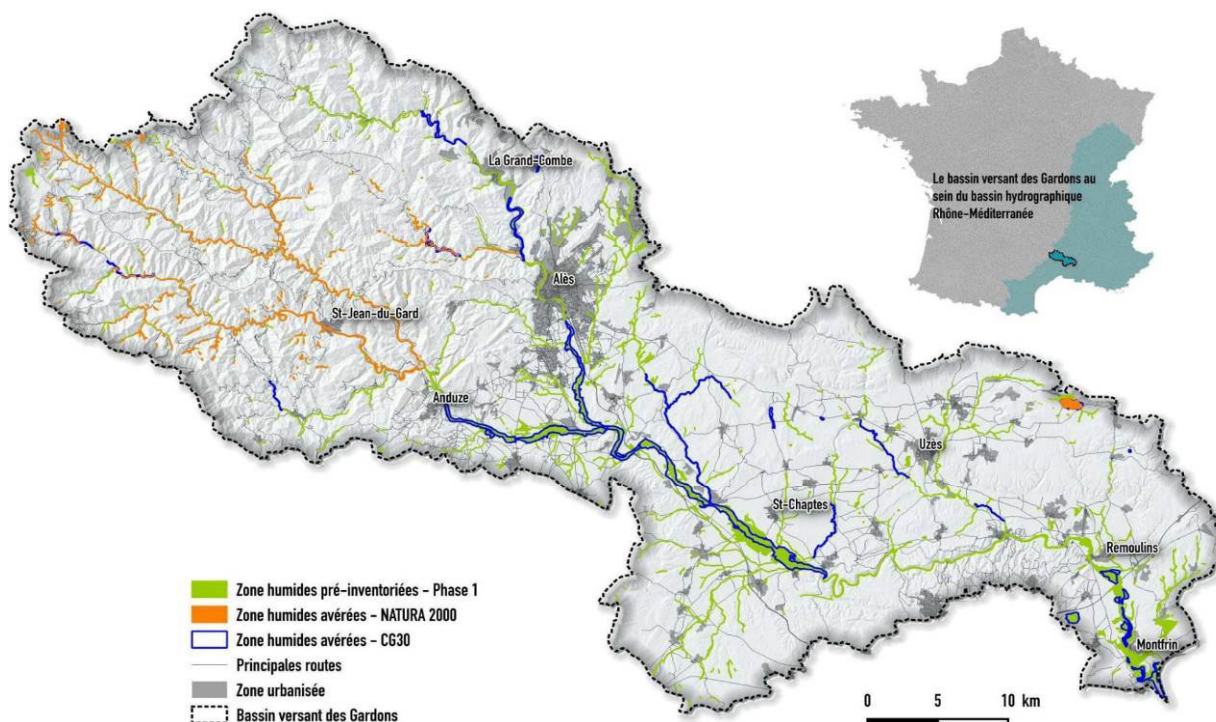 Le bassin versant des Gardons au
sein du bassin hydrographique
Rhône-Méditerranée
La Grand-Combe
Alès
St-Jean-du-Gard
Anduze
Uzès
St-Chaptes
Remoulins
Montfrin
Zone humides pré-inventoriées - Phase 1
Zone humides avérées - NATURA 2000
Zone humides avérées - CG30
Principales routes
Zone urbanisée
Bassin versant des Gardons
0 5 10 km